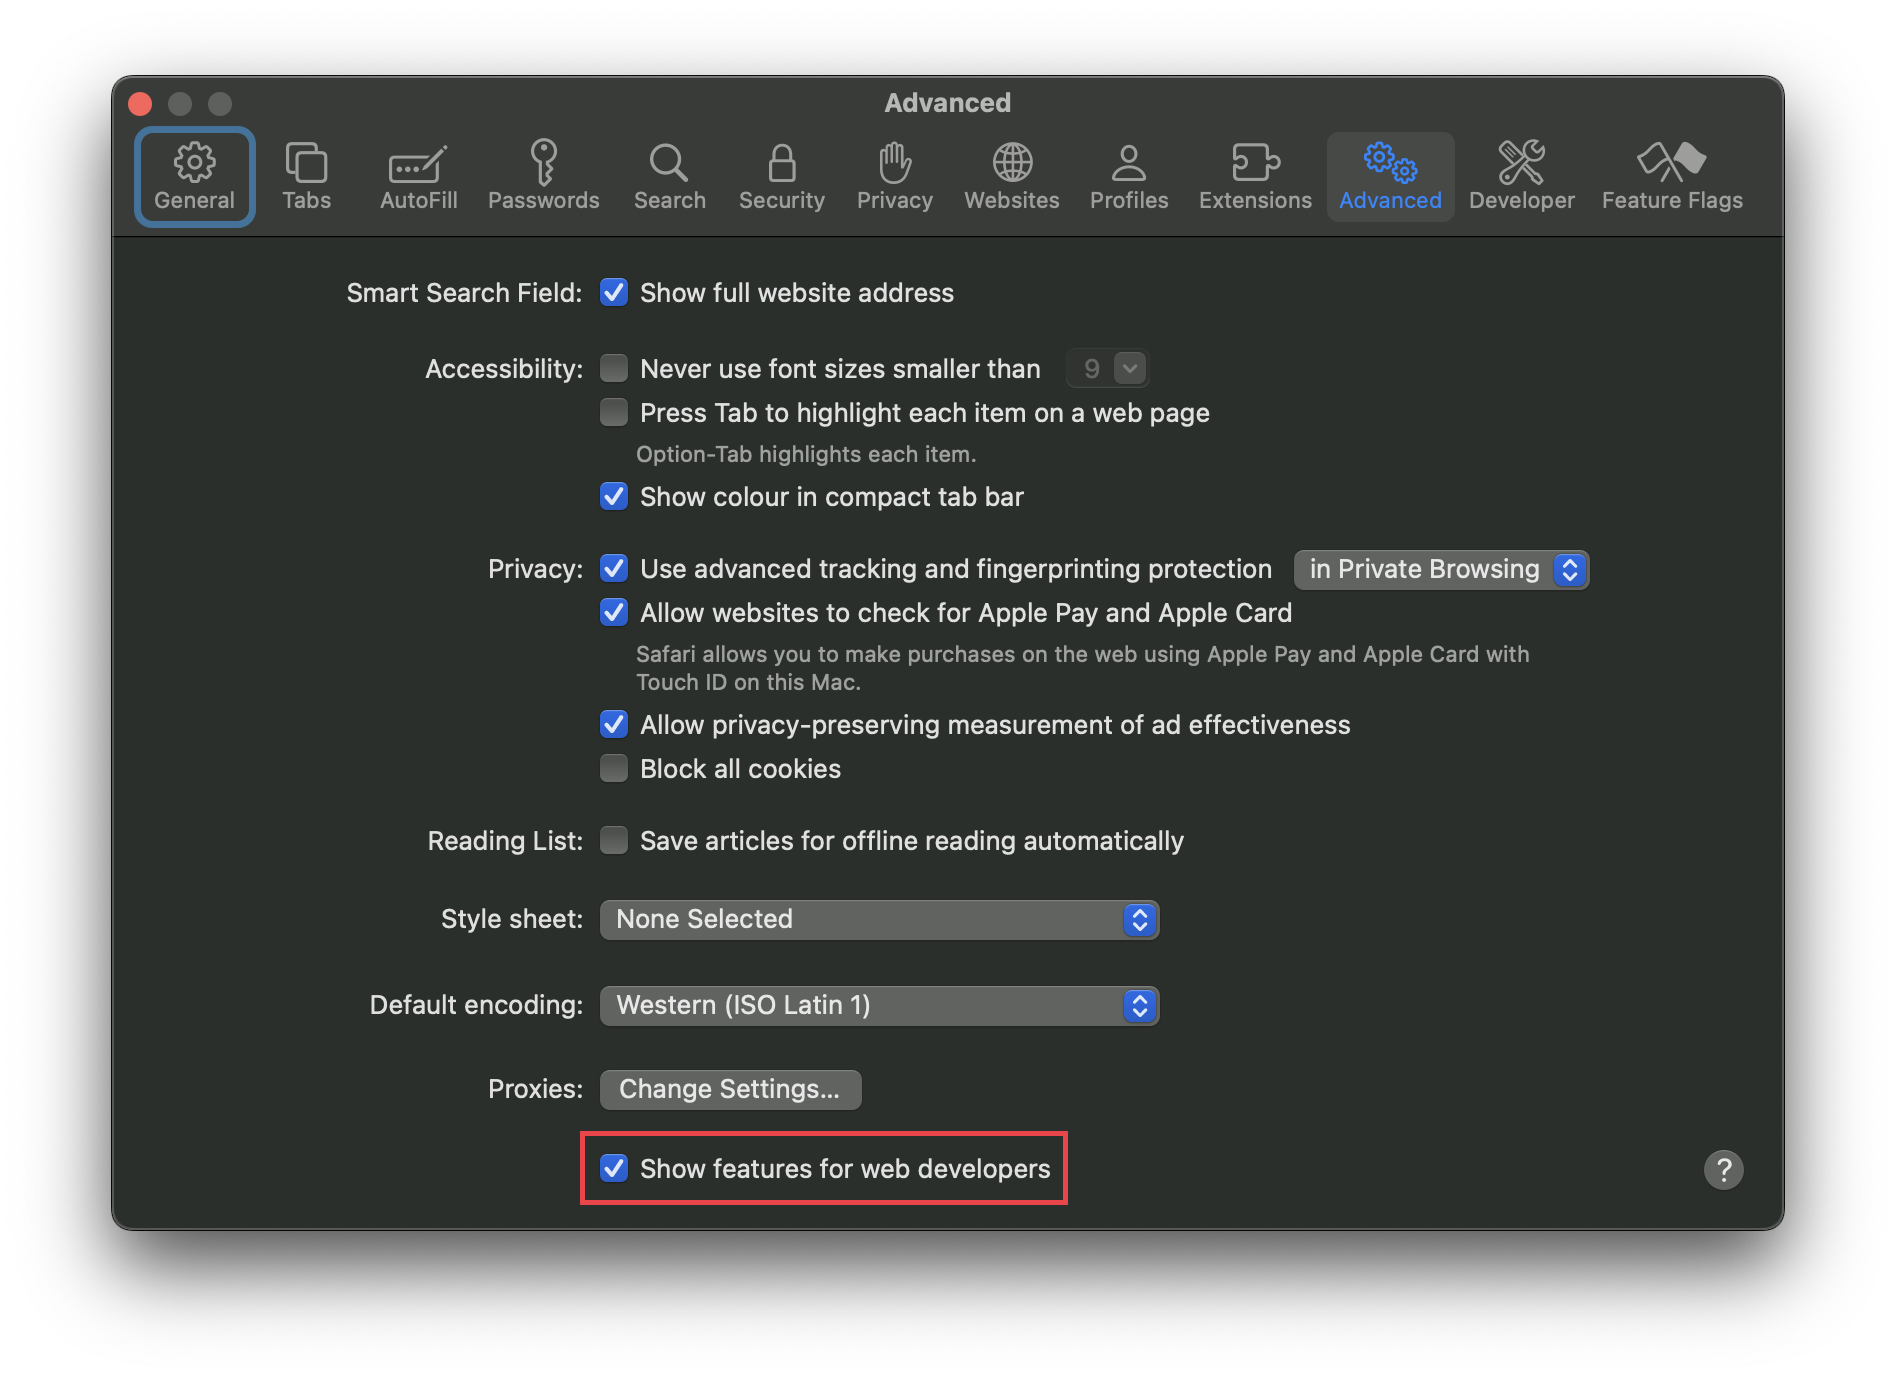 Advanced
General Tabs AutoFill Passwords Search Security Privacy Websites Profiles Extensions Advanced Developer Feature Flags
Smart Search Field: Show full website address
Accessibility: Never use font sizes smaller than 9
Press Tab to highlight each item on a web page
Option-Tab highlights each item.
Show colour in compact tab bar
Privacy: Use advanced tracking and fingerprinting protection in Private Browsing
Allow websites to check for Apple Pay and Apple Card
Safari allows you to make purchases on the web using Apple Pay and Apple Card with
Touch ID on this Mac.
Allow privacy-preserving measurement of ad effectiveness
Block all cookies
Reading List: Save articles for offline reading automatically
Style sheet: None Selected
Default encoding: Western (ISO Latin 1)
Proxies: Change Settings...
Show features for web developers
?